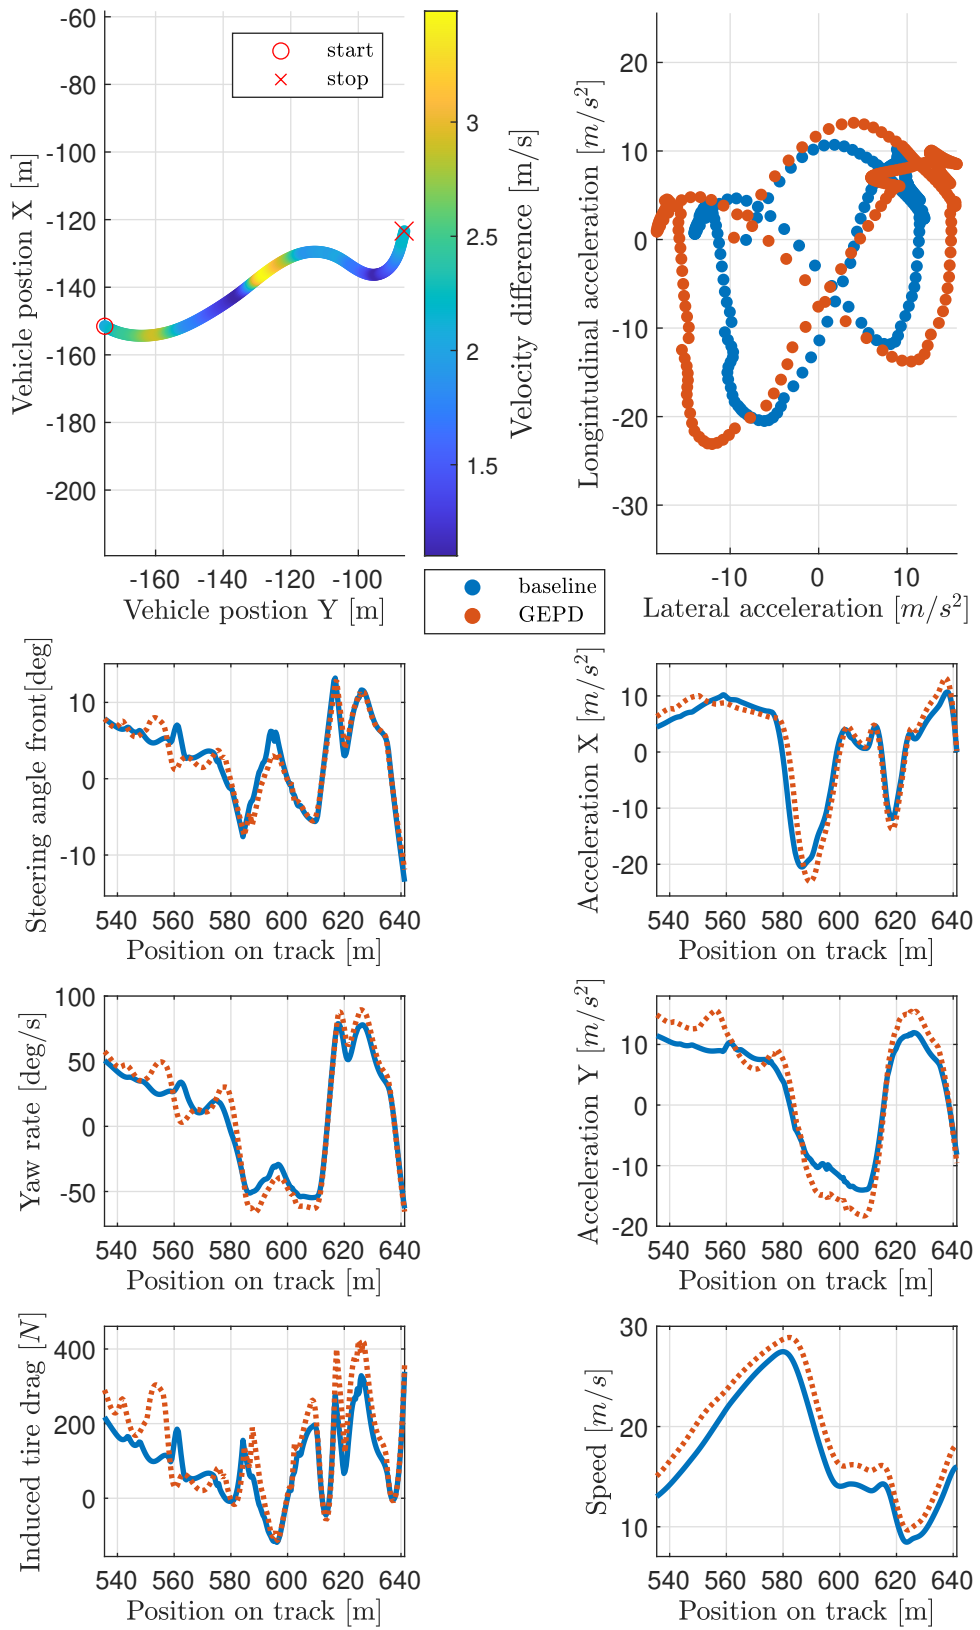 -60
-80
-100
-120
-140
-160
-180
-200
Vehicle postion X [m]
start
stop
-160 -140 -120 -100
Vehicle postion Y [m]
3
2.5
2
1.5
Velocity difference [m/s]
20
10
0
-10
-20
-30
Longintudinal acceleration [m/s²]
-10 0 10
Lateral acceleration [m/s²]
baseline
GEPD
Steering angle front[deg]
10
0
-10
540 560 580 600 620 640
Position on track [m]
Acceleration X [m/s²]
10
0
-10
-20
540 560 580 600 620 640
Position on track [m]
Yaw rate [deg/s]
100
50
0
-50
540 560 580 600 620 640
Position on track [m]
Acceleration Y [m/s²]
10
0
-10
-20
540 560 580 600 620 640
Position on track [m]
Induced tire drag [N]
400
200
0
540 560 580 600 620 640
Position on track [m]
Speed [m/s]
30
20
10
540 560 580 600 620 640
Position on track [m]